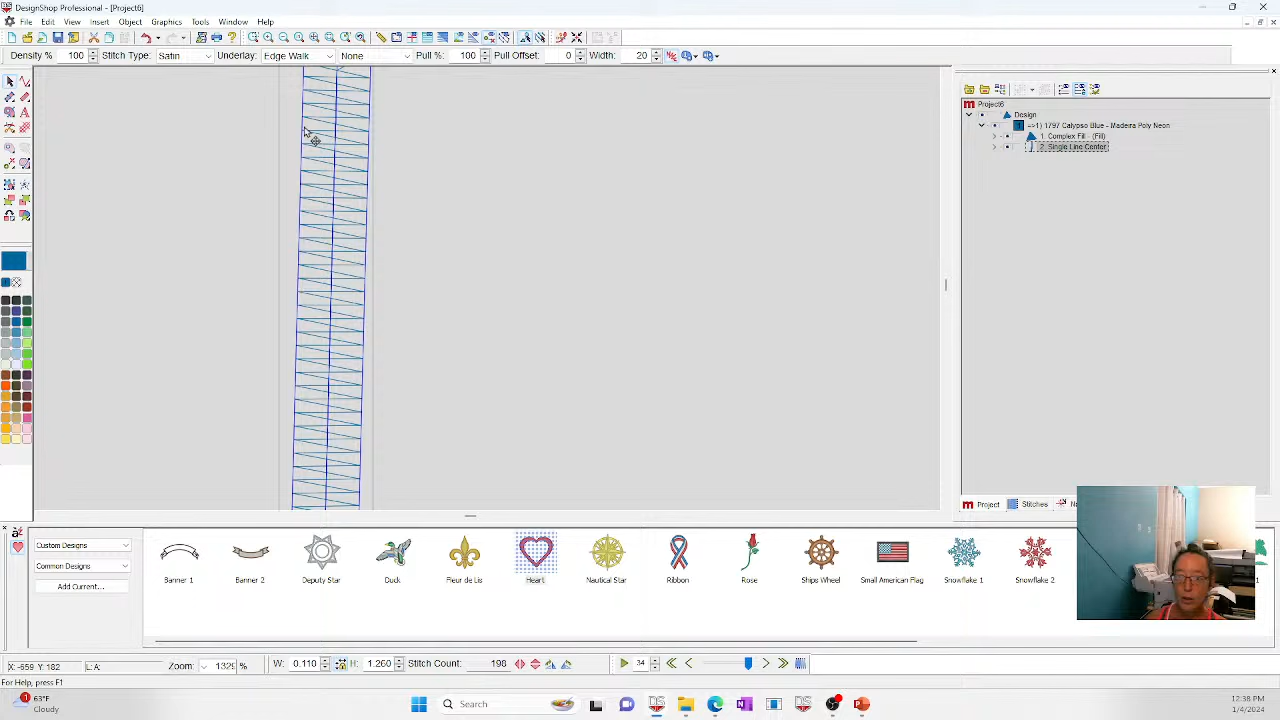 DesignShop Professional - [Project6]
File Edit View Insert Object Graphics Tools Window Help
Density % 100 Stitch Type: Satin Underlay: Edge Walk None Pull % 100 Pull Offset: 0 Width: 20
Project6
Design
=>1) 1797 Calypso Blue - Madeira Poly Neon
1. Complex Fill - (Fill)
2. Single Line Center
Project Stitches
Custom Designs
Common Designs
Add Current...
Banner 1 Banner 2 Deputy Star Duck Fleur de Lis Heart Nautical Star Ribbon Rose Ships Wheel Small American Flag Snowflake 1 Snowflake 2
X: -659 Y: 182 L: A: Zoom: 1325 % W: 0.110 H: 1.260 Stitch Count: 198 34
For Help, press F1
1
63°F
Cloudy
Search
12:38 PM
1/4/2024